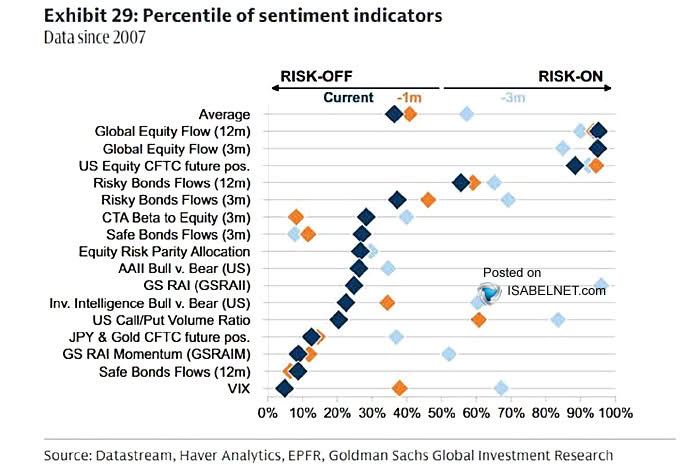 Exhibit 29: Percentile of sentiment indicators
Data since 2007
RISK-OFF RISK-ON
Current -1m -3m
Average
Global Equity Flow (12m)
Global Equity Flow (3m)
US Equity CFTC future pos.
Risky Bonds Flows (12m)
Risky Bonds Flows (3m)
CTA Beta to Equity (3m)
Safe Bonds Flows (3m)
Equity Risk Parity Allocation
AAII Bull v. Bear (US)
GS RAI (GSRAII)
Inv. Intelligence Bull v. Bear (US)
US Call/Put Volume Ratio
JPY & Gold CFTC future pos.
GS RAI Momentum (GSRAIM)
Safe Bonds Flows (12m)
VIX
Posted on
ISABELNET.com
0% 10% 20% 30% 40% 50% 60% 70% 80% 90% 100%
Source: Datastream, Haver Analytics, EPFR, Goldman Sachs Global Investment Research